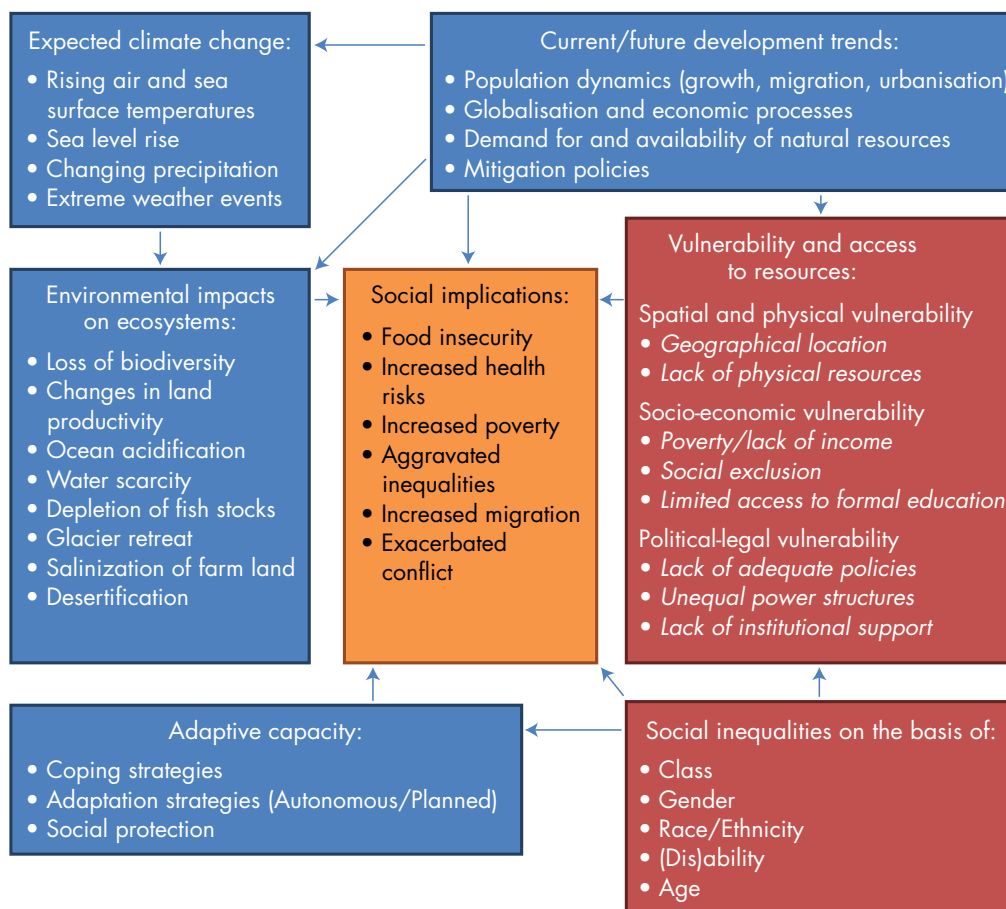 Expected climate change:
• Rising air and sea
surface temperatures
• Sea level rise
• Changing precipitation
• Extreme weather events
Current/future development trends:
• Population dynamics (growth, migration, urbanisation)
• Globalisation and economic processes
• Demand for and availability of natural resources
• Mitigation policies
Environmental impacts
on ecosystems:
• Loss of biodiversity
• Changes in land
productivity
• Ocean acidification
• Water scarcity
• Depletion of fish stocks
• Glacier retreat
• Salinization of farm land
• Desertification
Social implications:
• Food insecurity
• Increased health
risks
• Increased poverty
• Aggravated
inequalities
• Increased migration
• Exacerbated
conflict
Vulnerability and access
to resources:
Spatial and physical vulnerability
• Geographical location
• Lack of physical resources
Socio-economic vulnerability
• Poverty/lack of income
• Social exclusion
• Limited access to formal education
Political-legal vulnerability
• Lack of adequate policies
• Unequal power structures
• Lack of institutional support
Adaptive capacity:
• Coping strategies
• Adaptation strategies (Autonomous/Planned)
• Social protection
Social inequalities on the basis of:
• Class
• Gender
• Race/Ethnicity
• (Dis)ability
• Age